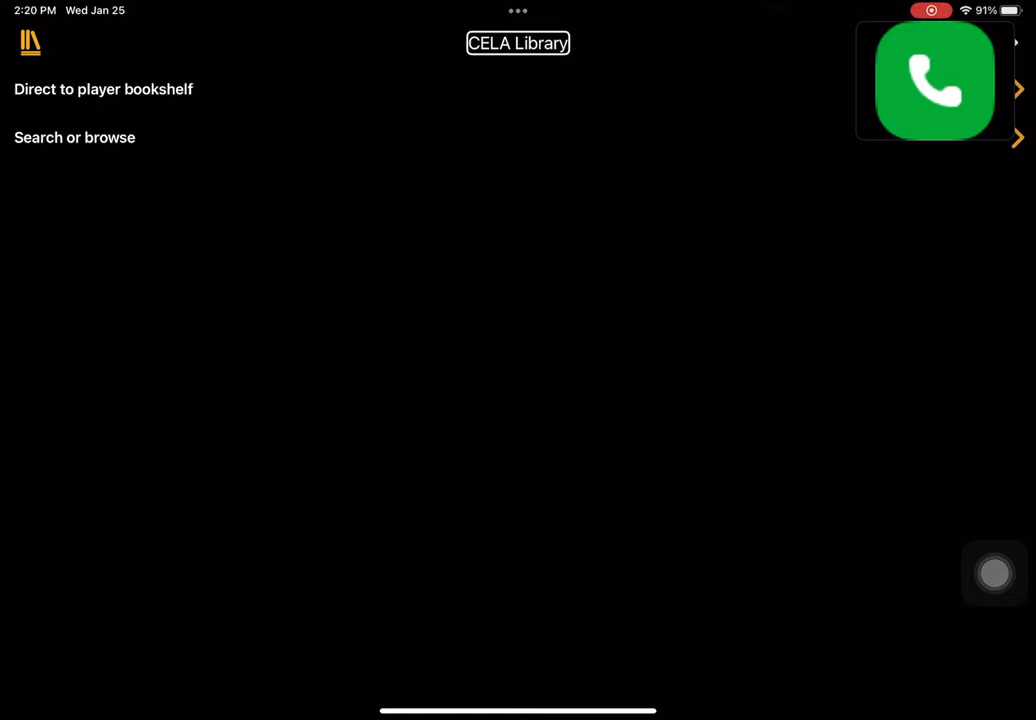 2:20 PM Wed Jan 25
91%
CELA Library
Direct to player bookshelf
Search or browse